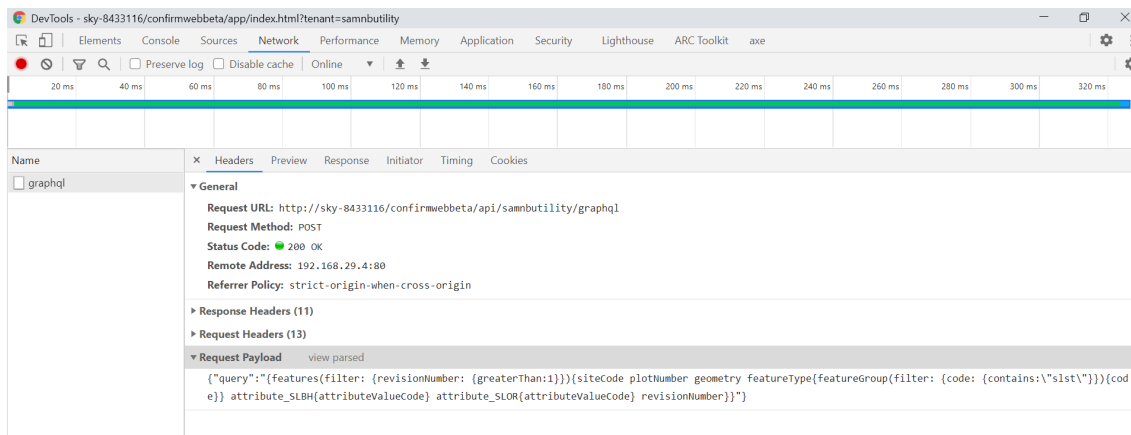 DevTools - sky-8433116/confirmwebbeta/app/index.html?tenant=samnbutility
Elements Console Sources Network Performance Memory Application Security Lighthouse ARC Toolkit axe
Preserve log Disable cache Online
20 ms 40 ms 60 ms 80 ms 100 ms 120 ms 140 ms 160 ms 180 ms 200 ms 220 ms 240 ms 260 ms 280 ms 300 ms 320 ms
Name
× Headers Preview Response Initiator Timing Cookies
graphql
▼ General
Request URL: http://sky-8433116/confirmwebbeta/api/samnbutility/graphql
Request Method: POST
Status Code: 200 OK
Remote Address: 192.168.29.4:80
Referrer Policy: strict-origin-when-cross-origin
▶ Response Headers (11)
▶ Request Headers (13)
▼ Request Payload view parsed
{"query":"{features(filter: {revisionNumber: {greaterThan:1}}){siteCode plotNumber geometry featureType{featureGroup(filter: {code: {contains:\"slst\"}}){cod
e}} attribute_SLBH{attributeValueCode} attribute_SLOR{attributeValueCode} revisionNumber}}"}